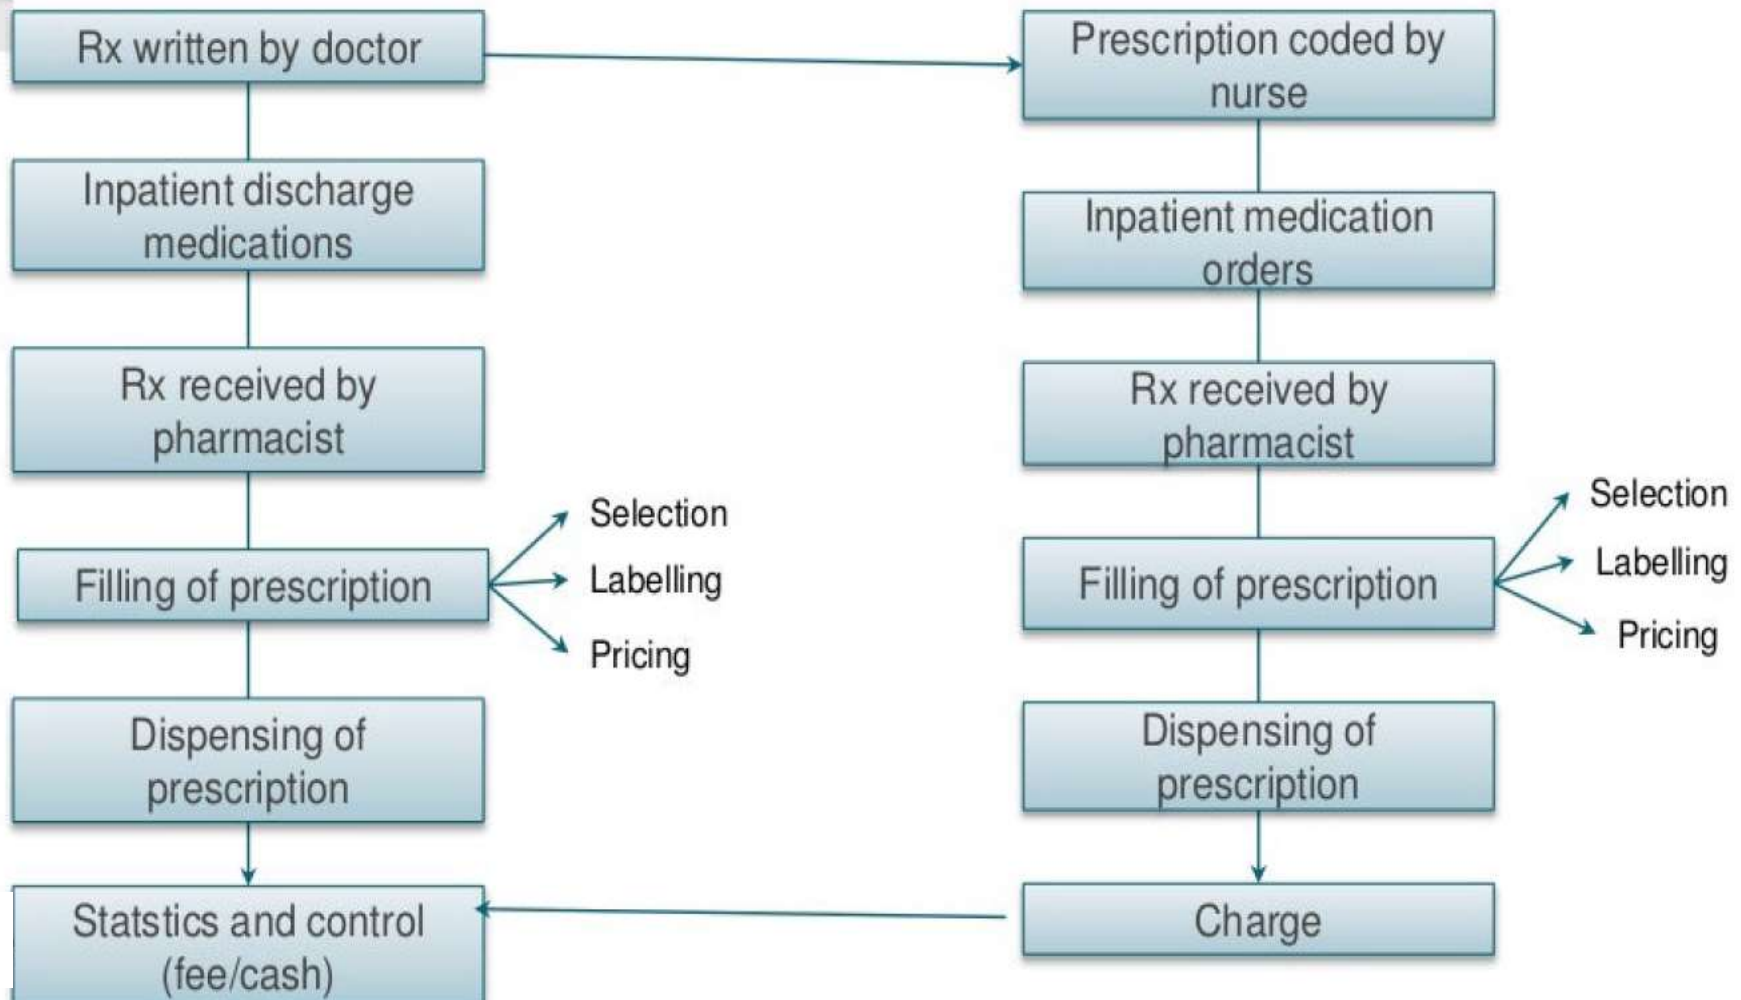 Rx written by doctor
Inpatient discharge
medications
Rx received by
pharmacist
Filling of prescription
Selection
Labelling
Pricing
Dispensing of
prescription
Statstics and control
(fee/cash)
Prescription coded by
nurse
Inpatient medication
orders
Rx received by
pharmacist
Filling of prescription
Selection
Labelling
Pricing
Dispensing of
prescription
Charge